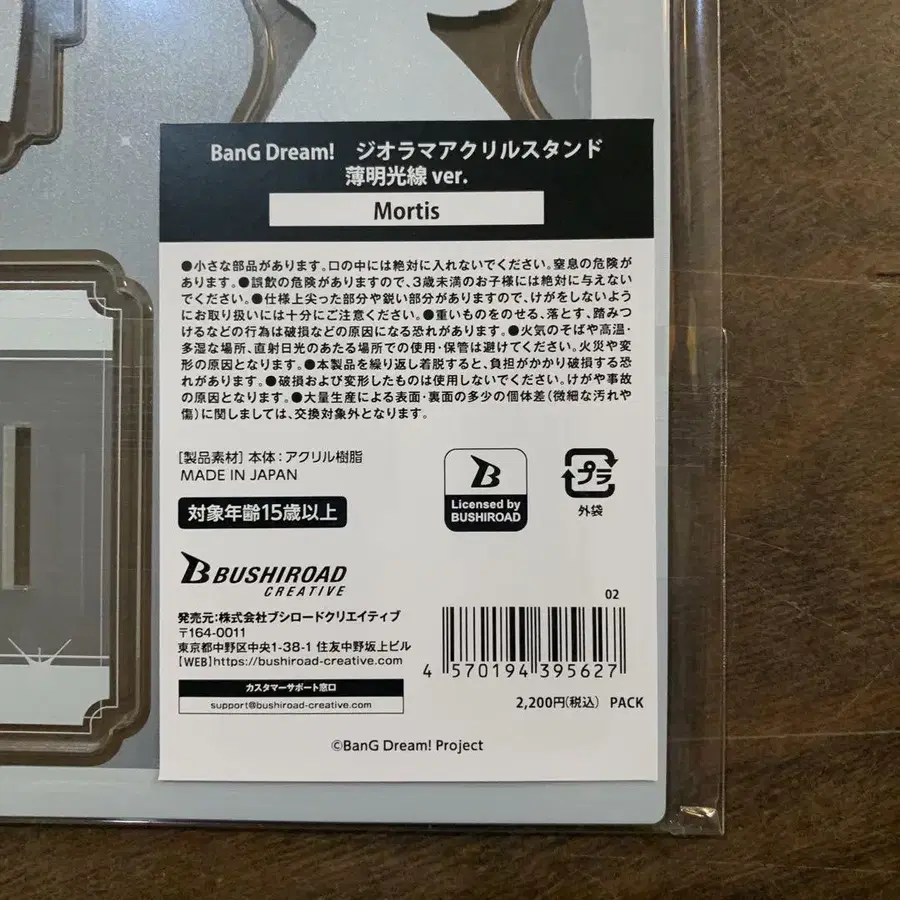 BanG Dream! ジオラマアクリルスタンド
薄明光線 ver.
Mortis
●小さな部品があります。口の中には絶対に入れないでください。窒息の危険が
あります。●誤飲の危険がありますので、3歳未満のお子様には絶対に与えない
でください。●仕様上尖った部分や鋭い部分がありますので、けがをしないよう
にお取り扱いには十分にご注意ください。●重いものをのせる、落とす、踏みつ
つけるなどの行為は破損などの原因になる恐れがあります。●火気のそばや高温・
多湿な場所、直射日光のあたる場所での使用・保管は避けてください。火災や変
形の原因となります。●本製品を繰り返し着脱すると、負担がかかり破損する恐
れがあります。●破損および変形したものは使用しないでください。けがや事故
の原因となります。●大量生産による表面・裏面の多少の個体差(微細な汚れや
傷)に関しましては、交換対象外となります。
[製品素材] 本体:アクリル樹脂
MADE IN JAPAN
対象年齢15歳以上
B
Licensed by
BUSHIROAD
プラ
外袋
BUSHIROAD
CREATIVE
発売元:株式会社ブシロードクリエイティブ
〒164-0011
東京都中野区中央1-38-1 住友中野坂上ビル
【WEB】https://bushiroad-creative.com
カスタマーサポート窓口
support@bushiroad-creative.com
02
4 570194 395627
2,200円(税込) PACK
©BanG Dream! Project